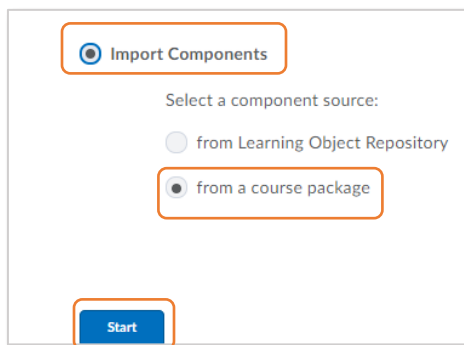 Import Components
Select a component source:
from Learning Object Repository
from a course package
Start